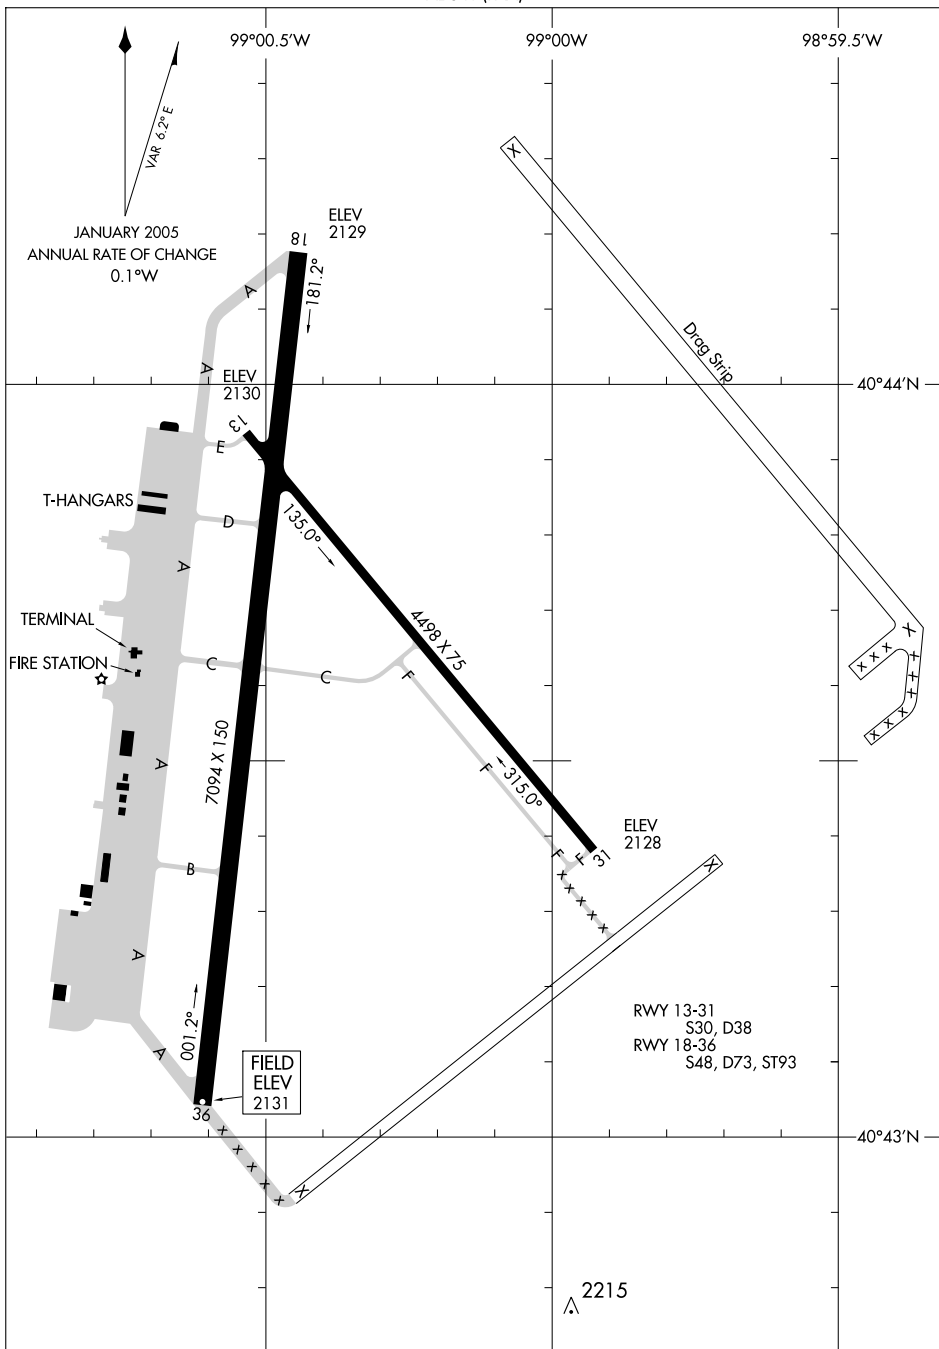 99°00.5'W
99°00'W
98°59.5'W
VAR 6.2° E
JANUARY 2005
ANNUAL RATE OF CHANGE
0.1°W
ELEV
2129
18
181.2°
A
X
Drag Strip
A
ELEV
2130
40°44'N
13
E
T-HANGARS
D
135.0°
A
4498 X 75
TERMINAL
FIRE STATION
C
C
F
X
X X X
X
X
X
X X X
7094 X 150
A
F
315.0°
ELEV
2128
31
F
F
B
X
X
X
X
X
X
A
001.2°
RWY 13-31
S30, D38
RWY 18-36
S48, D73, ST93
A
FIELD
ELEV
2131
36
X
X
X
X
X
X
40°43'N
2215